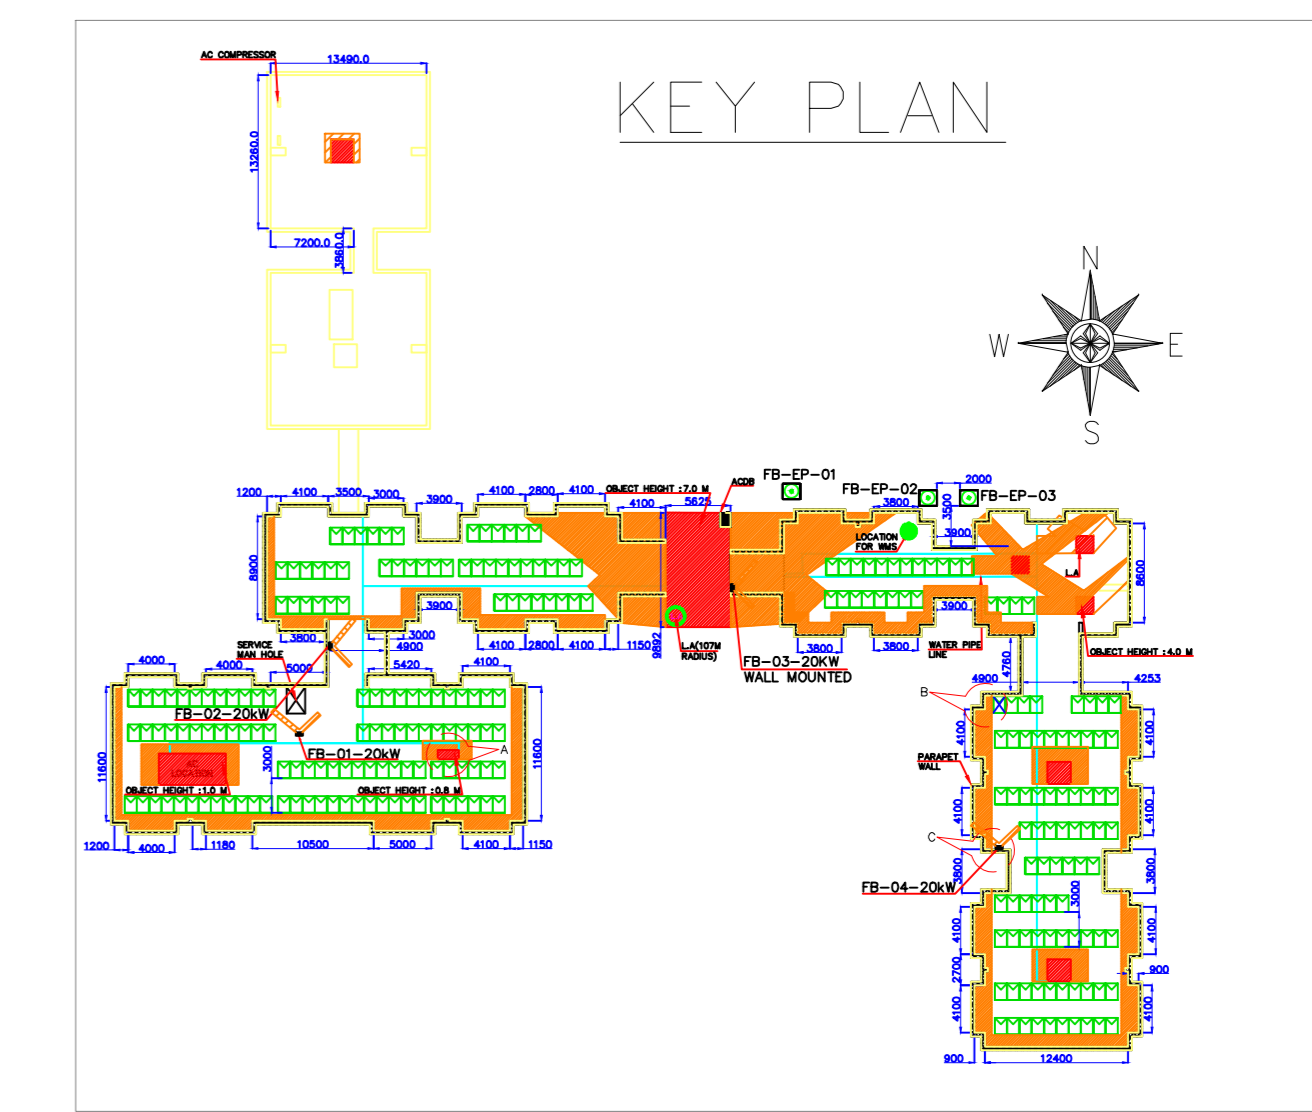 KEY PLAN
AC COMPRESSOR
13490.0
13260.0
7200.0
3860.0
N
W
E
S
FB-EP-01
FB-EP-02
FB-EP-03
2000
OBJECT HEIGHT :7.0 M
ACDB
1200
4100
3500
3000
3900
4100
2800
4100
4100
5625
3800
3500
3900
LOCATION
FOR WMS
L.A
8900
8600
3900
3900
3800
3000
4900
4100
2800
4100
1150
9892
L.A(107M
RADIUS)
FB-03-20KW
WALL MOUNTED
3800
3800
WATER PIPE
LINE
OBJECT HEIGHT :4.0 M
SERVICE
MAN HOLE
4000
4000
5000
5420
4100
4760
4900
4253
FB-02-20kW
FB-01-20kW
A
B
C
AC
LOCATION
3000
11600
11600
OBJECT HEIGHT :1.0 M
OBJECT HEIGHT :0.8 M
1200
4000
1180
10500
5000
4100
1150
PARAPET
WALL
4100
4100
4100
4100
3800
3800
FB-04-20kW
3000
4100
4100
2700
900
4100
4100
900
12400